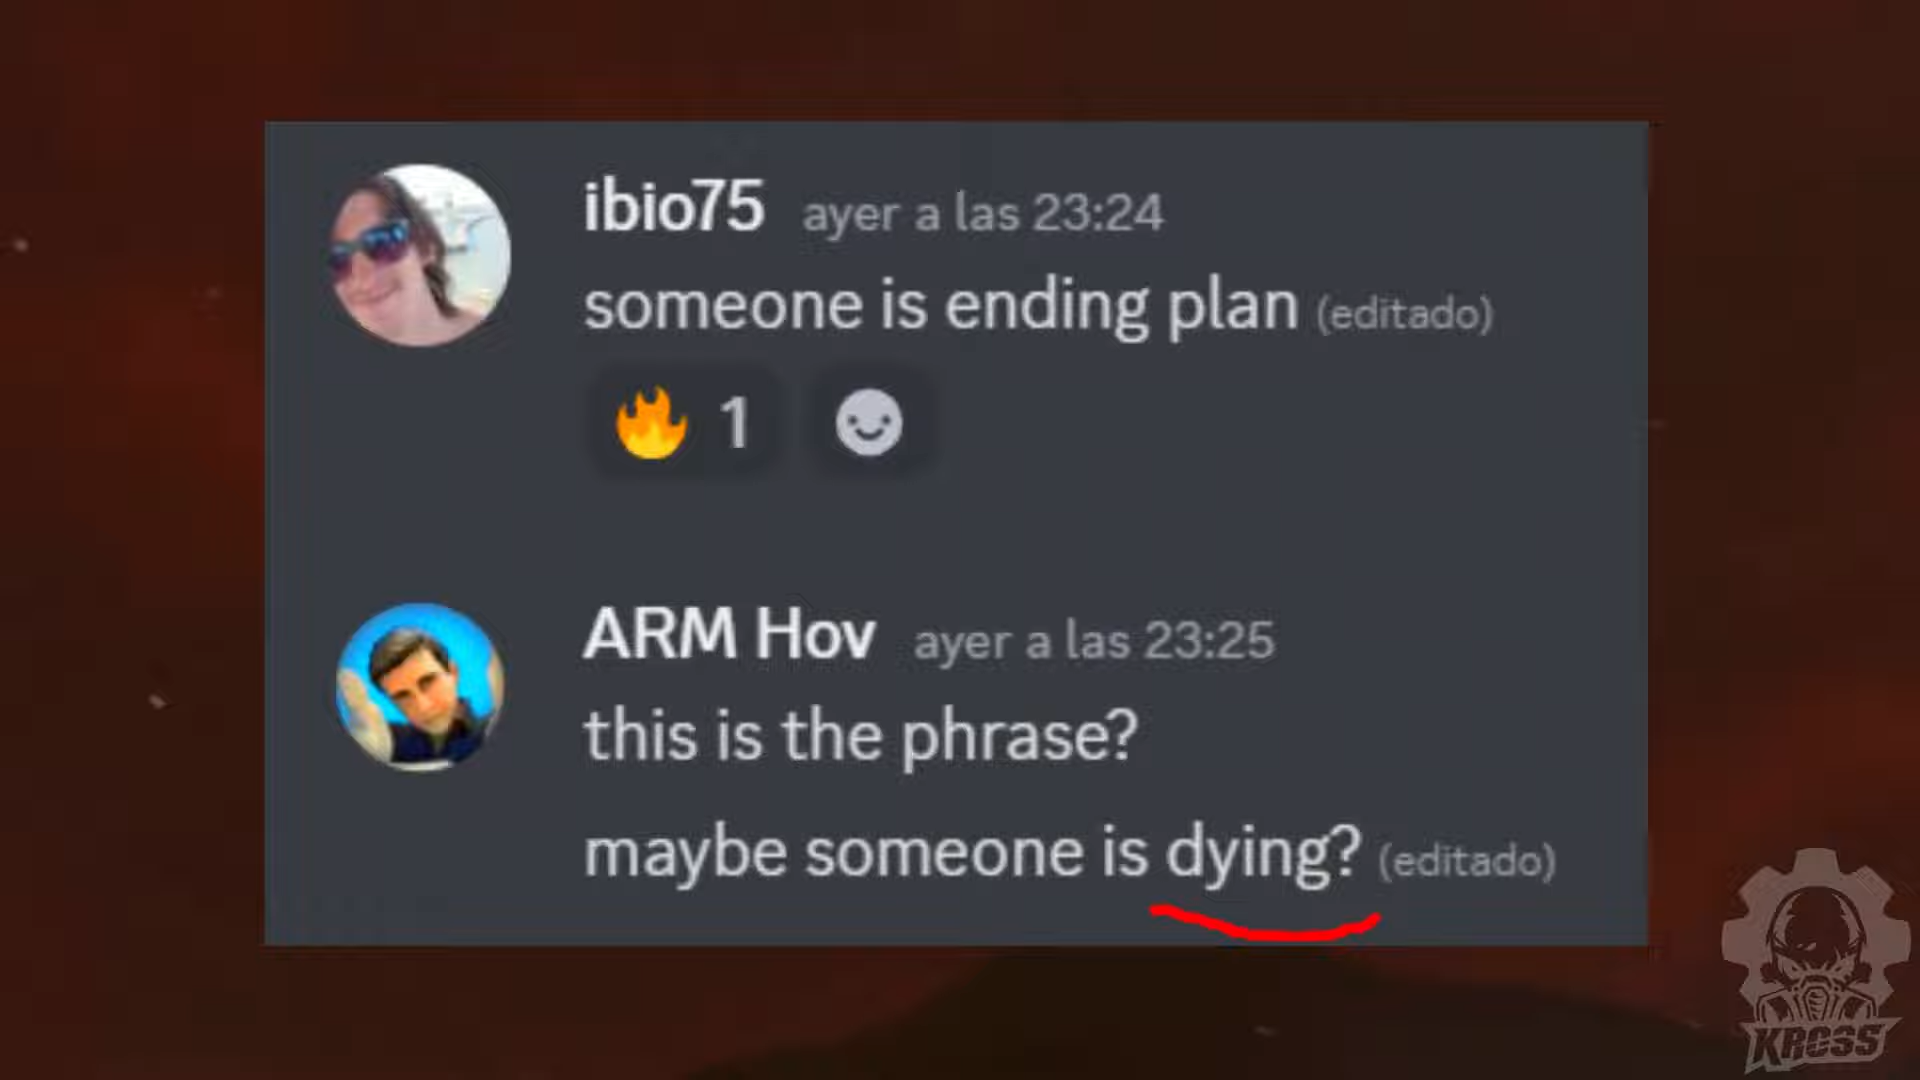 ibio75 ayer a las 23:24
someone is ending plan (editado)
1
ARM Hov ayer a las 23:25
this is the phrase?
maybe someone is dying? (editado)
KROSS